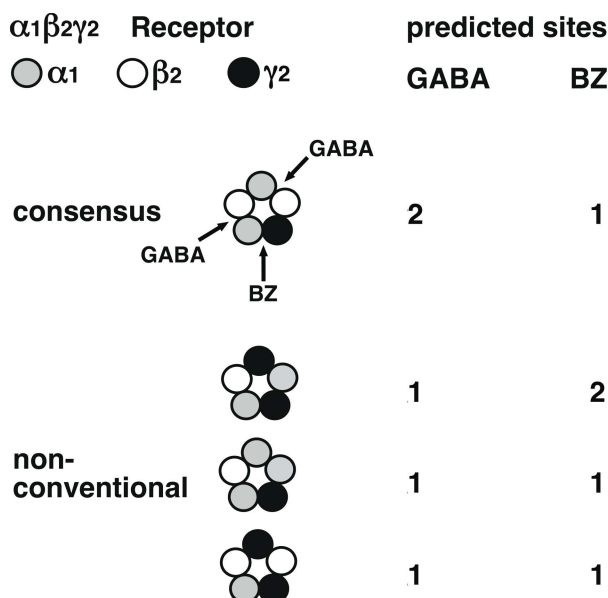 α1β2γ2 Receptor predicted sites
α1 β2 γ2 GABA BZ
GABA
consensus 2 1
GABA
BZ
1 2
non-
conventional 1 1
1 1